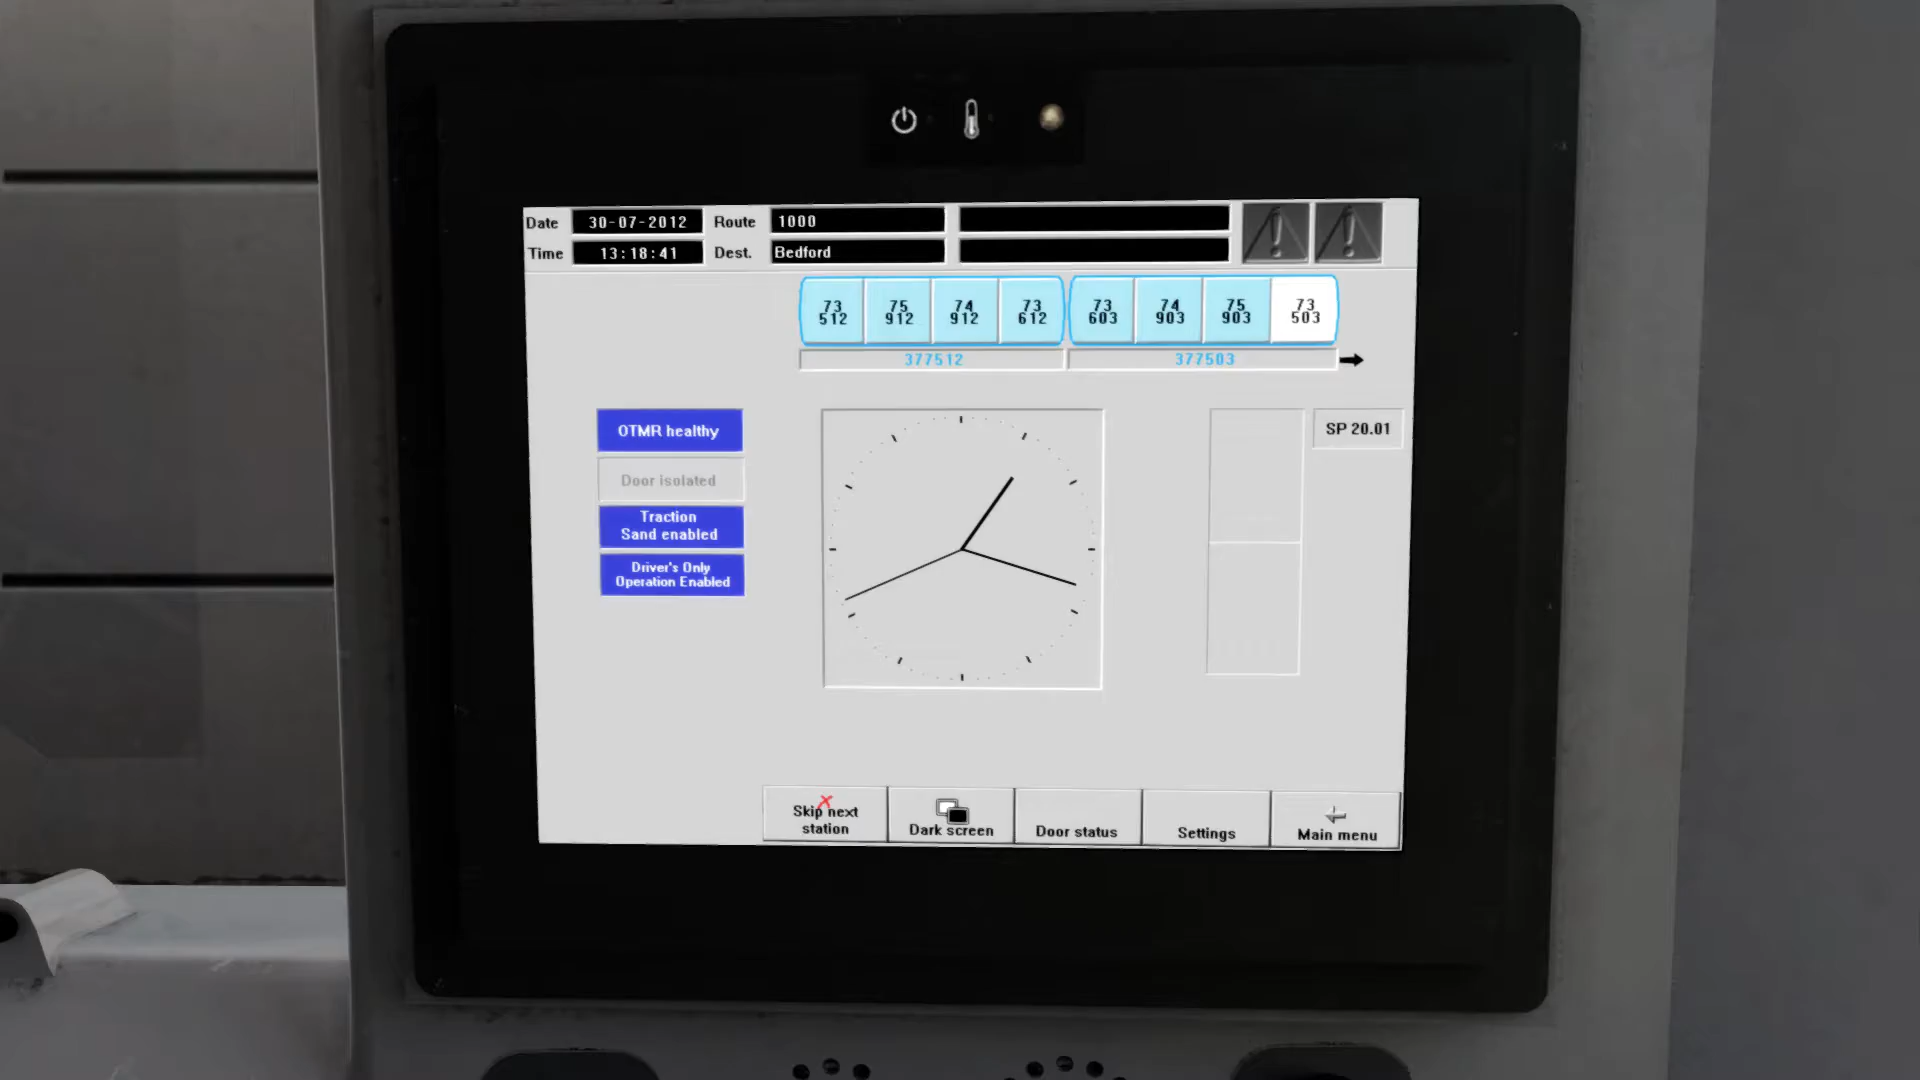 Date 30-07-2012 Route 1000
Time 13:18:41 Dest. Bedford
73 75 74 73 73 74 75 73
512 912 912 612 603 903 903 503
377512 377503
OTMR healthy SP 20.01
Door isolated
Traction
Sand enabled
Driver's Only
Operation Enabled
Skip next
station
Dark screen
Door status
Settings
Main menu